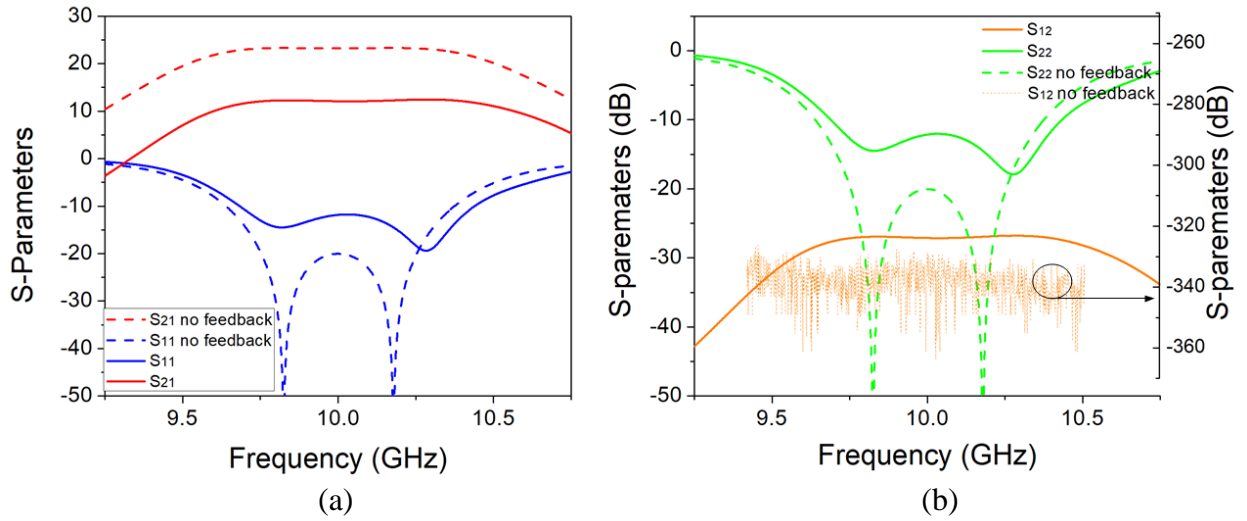 S-Parameters
30
20
10
0
-10
-20
-30
-40
-50
S21 no feedback
S11 no feedback
S11
S21
9.5
10.0
10.5
Frequency (GHz)
(a)
S-parematers (dB)
0
-10
-20
-30
-40
-50
S12
S22
S22 no feedback
S12 no feedback
-260
-280
-300
-320
-340
-360
S-parematers (dB)
9.5
10.0
10.5
Frequency (GHz)
(b)